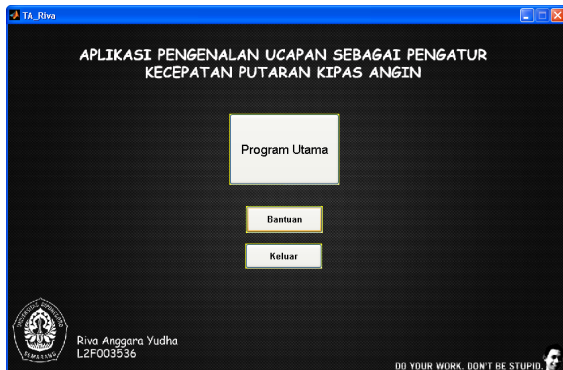 TA_Riva
APLIKASI PENGENALAN UCAPAN SEBAGAI PENGATUR
KECEPATAN PUTARAN KIPAS ANGIN
Program Utama
Bantuan
Keluar
Riva Anggara Yudha
L2F003536
DO YOUR WORK, DON'T BE STUPID.